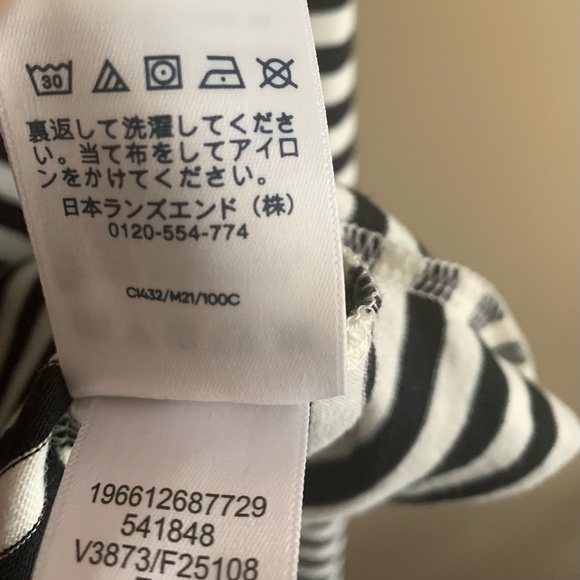 30
裏返して洗濯してくださ
い。当て布をしてアイロ
ンをかけてください。
日本ランズエンド（株）
0120-554-774
CI432/M21/100C
196612687729
541848
V3873/F25108